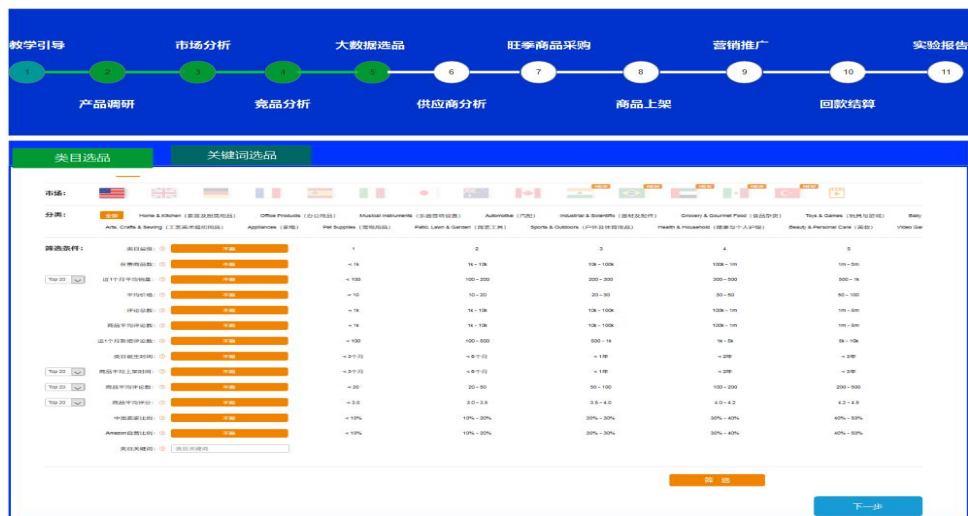 教学引导 市场分析 大数据选品 旺季商品采购 营销推广 实验报告
1 2 3 4 5 6 7 8 9 10 11
产品调研 竞品分析 供应商分析 商品上架 回款结算
类目选品 关键词选品
市场:
分类: 全部 Home & Kitchen (家居及厨房用品) Office Products (办公用品) Musical Instruments (乐器音响设备) Automotive (汽配) Industrial & Scientific (器材及配件) Grocery & Gourmet Food (食品杂货) Toys & Games (玩具与游戏) Baby
Arts, Crafts & Sewing (工艺美术缝纫用品) Appliances (家电) Pet Supplies (宠物用品) Patio, Lawn & Garden (园艺工具) Sports & Outdoors (户外及体育用品) Health & Household (健康与个人护理) Beauty & Personal Care (美妆) Video Gar
筛选条件: 类目层级: 不限 1 2 3 4 5
在售商品数: 不限 < 1k 1k - 10k 10k - 100k 100k - 1m 1m - 5m
Top 20 近1个月平均销量: 不限 < 100 100 - 200 200 - 300 300 - 500 500 - 1k
平均价格: 不限 < 10 10 - 20 20 - 30 30 - 50 50 - 100
评论总数: 不限 < 1k 1k - 10k 10k - 100k 100k - 1m 1m - 5m
商品平均评论数: 不限 < 1k 1k - 10k 10k - 100k 100k - 1m 1m - 5m
近1个月新增评论数: 不限 < 100 100 - 500 500 - 1k 1k - 5k 5k - 10k
类目诞生时间: 不限 < 3个月 < 6个月 < 1年 < 2年 < 3年
Top 20 商品平均上架时间: 不限 < 3个月 < 6个月 < 1年 < 2年 < 3年
Top 20 商品平均评论数: 不限 < 20 20 - 50 50 - 100 100 - 200 200 - 500
Top 20 商品平均评分: 不限 < 3.0 3.0 - 3.5 3.5 - 4.0 4.0 - 4.2 4.2 - 4.5
中国卖家比例: 不限 < 10% 10% - 20% 20% - 30% 30% - 40% 40% - 50%
Amazon自营比例: 不限 < 10% 10% - 20% 20% - 30% 30% - 40% 40% - 50%
类目关键词: 类目关键词
筛 选
下一步